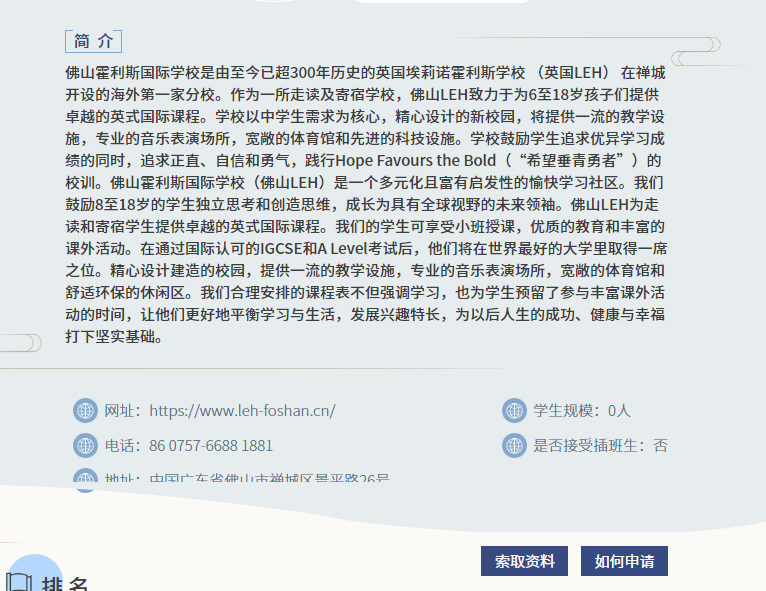 简 介
佛山霍利斯国际学校是由至今已超300年历史的英国埃莉诺霍利斯学校 （英国LEH） 在禅城
开设的海外第一家分校。作为一所走读及寄宿学校，佛山LEH致力于为6至18岁孩子们提供
卓越的英式国际课程。学校以中学生需求为核心，精心设计的新校园，将提供一流的教学设
施，专业的音乐表演场所，宽敞的体育馆和先进的科技设施。学校鼓励学生追求优异学习成
绩的同时，追求正直、自信和勇气，践行Hope Favours the Bold（“希望垂青勇者”）的
校训。佛山霍利斯国际学校（佛山LEH）是一个多元化且富有启发性的愉快学习社区。我们
鼓励8至18岁的学生独立思考和创造思维，成长为具有全球视野的未来领袖。佛山LEH为走
读和寄宿学生提供卓越的英式国际课程。我们的学生可享受小班授课，优质的教育和丰富的
课外活动。在通过国际认可的IGCSE和A Level考试后，他们将在世界最好的大学里取得一席
之位。精心设计建造的校园，提供一流的教学设施，专业的音乐表演场所，宽敞的体育馆和
舒适环保的休闲区。我们合理安排的课程表不但强调学习，也为学生预留了参与丰富课外活
动的时间，让他们更好地平衡学习与生活，发展兴趣特长，为以后人生的成功、健康与幸福
打下坚实基础。
网址：https://www.leh-foshan.cn/
学生规模：0人
电话：86 0757-6688 1881
是否接受插班生：否
地址：中国广东省佛山市禅城区景平路26号
索取资料
如何申请
排名